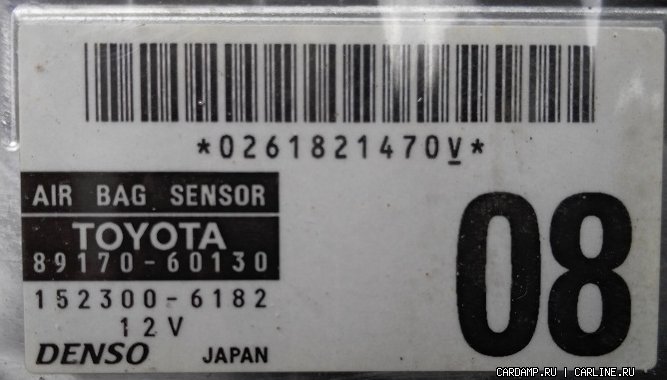 *0261821470V*
AIR BAG SENSOR
TOYOTA
89170-60130
152300-6182
12V
DENSO JAPAN
08
CARDAMP.RU | CARLINE.RU